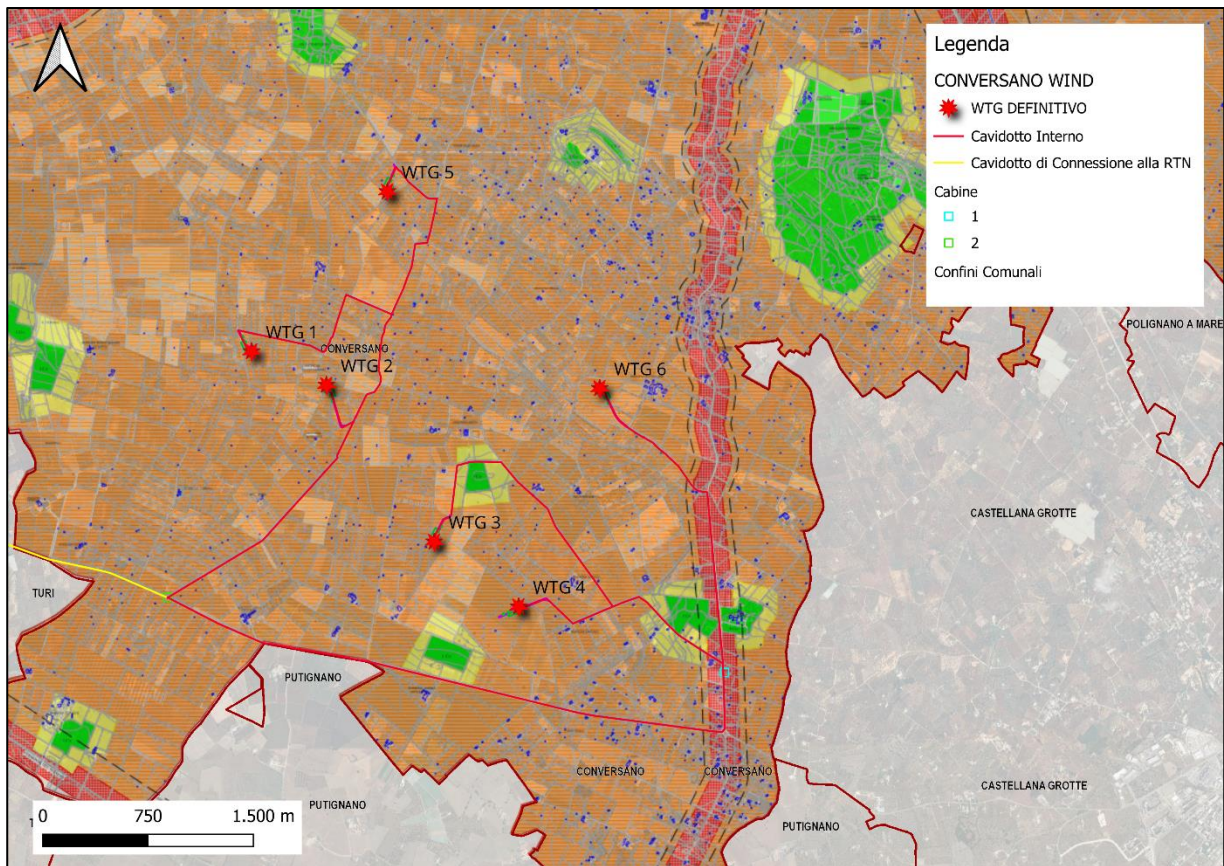 Legenda
CONVERSANO WIND
WTG DEFINITIVO
Cavidotto Interno
Cavidotto di Connessione alla RTN
Cabine
1
2
Confini Comunali
WTG 5
POLIGNANO A MARE
WTG 1
CONVERSANO
WTG 2
WTG 6
CASTELLANA GROTTE
WTG 3
WTG 4
TURI
PUTIGNANO
CONVERSANO
CONVERSANO
CASTELLANA GROTTE
PUTIGNANO
PUTIGNANO
0 750 1.500 m